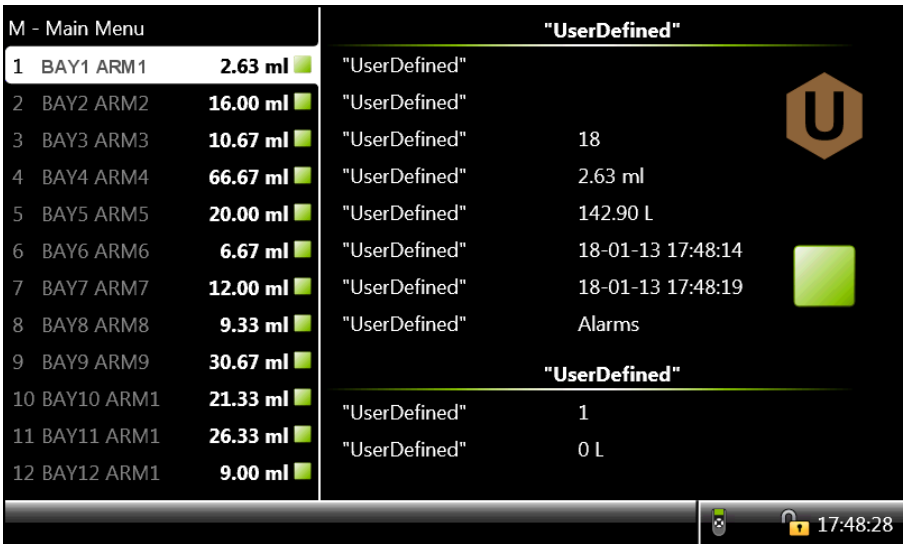 M - Main Menu
1 BAY1 ARM1 2.63 ml
2 BAY2 ARM2 16.00 ml
3 BAY3 ARM3 10.67 ml
4 BAY4 ARM4 66.67 ml
5 BAY5 ARM5 20.00 ml
6 BAY6 ARM6 6.67 ml
7 BAY7 ARM7 12.00 ml
8 BAY8 ARM8 9.33 ml
9 BAY9 ARM9 30.67 ml
10 BAY10 ARM1 21.33 ml
11 BAY11 ARM1 26.33 ml
12 BAY12 ARM1 9.00 ml
"UserDefined"
"UserDefined"
"UserDefined"
"UserDefined" 18
"UserDefined" 2.63 ml
"UserDefined" 142.90 L
"UserDefined" 18-01-13 17:48:14
"UserDefined" 18-01-13 17:48:19
"UserDefined" Alarms
U
"UserDefined"
"UserDefined" 1
"UserDefined" 0 L
17:48:28